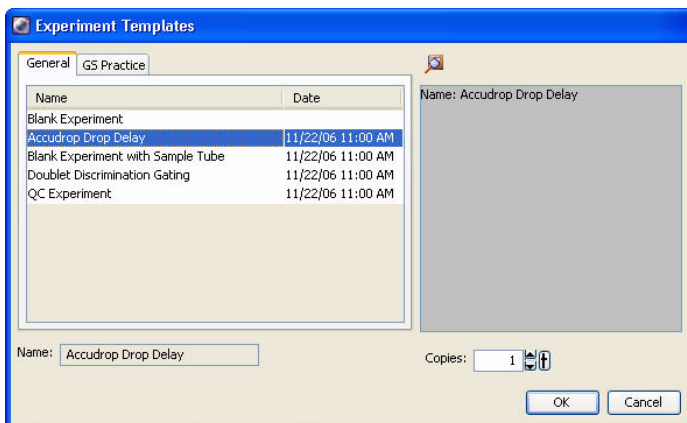 Experiment Templates
General GS Practice
Name Date
Blank Experiment
Accudrop Drop Delay 11/22/06 11:00 AM
Blank Experiment with Sample Tube 11/22/06 11:00 AM
Doublet Discrimination Gating 11/22/06 11:00 AM
QC Experiment 11/22/06 11:00 AM
Name: Accudrop Drop Delay
Name: Accudrop Drop Delay
Copies: 1
OK Cancel